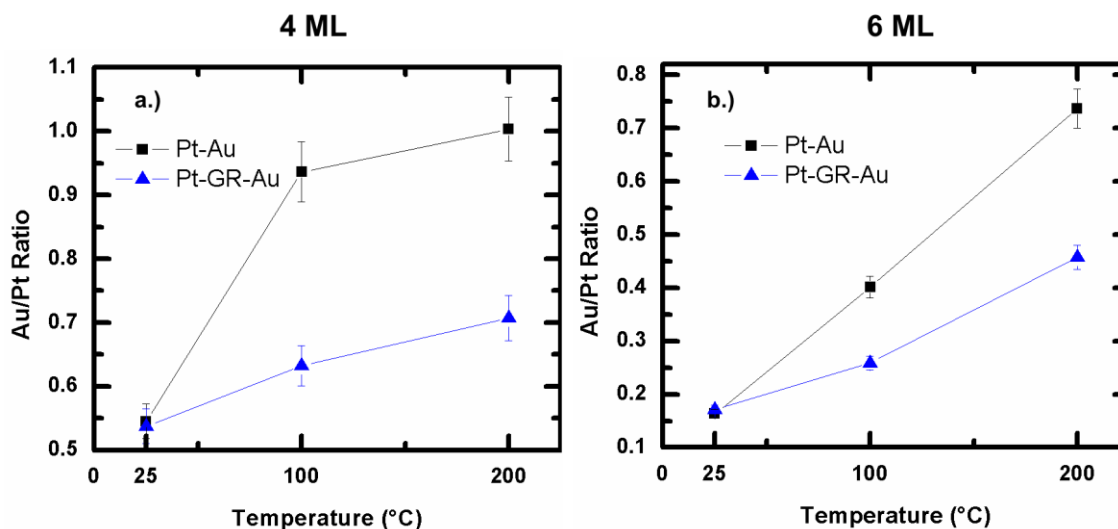 4 ML
a.)
Pt-Au
Pt-GR-Au
1.1
1.0
0.9
0.8
0.7
0.6
0.5
Au/Pt Ratio
0 25 100 200
Temperature (°C)
6 ML
b.)
Pt-Au
Pt-GR-Au
0.8
0.7
0.6
0.5
0.4
0.3
0.2
0.1
Au/Pt Ratio
0 25 100 200
Temperature (°C)